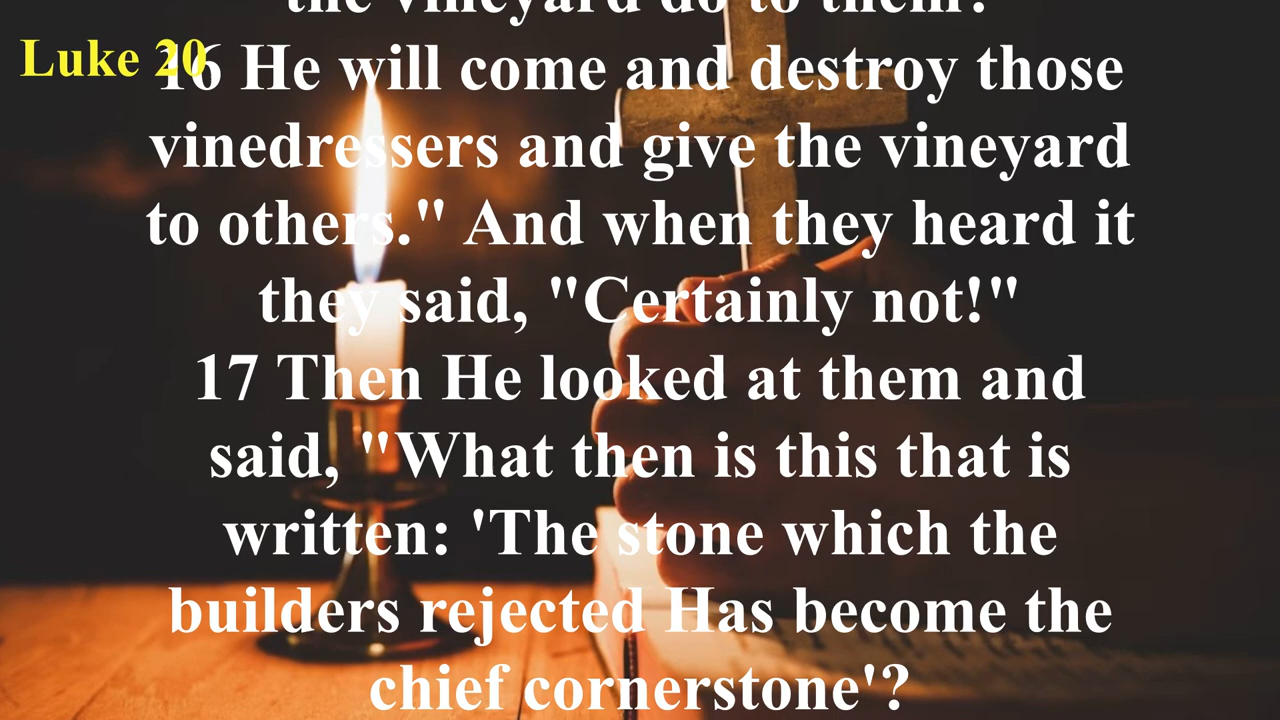 the vineyard do to them?
Luke 20
16 He will come and destroy those
vinedressers and give the vineyard
to others." And when they heard it
they said, "Certainly not!"
17 Then He looked at them and
said, "What then is this that is
written: 'The stone which the
builders rejected Has become the
chief cornerstone'?